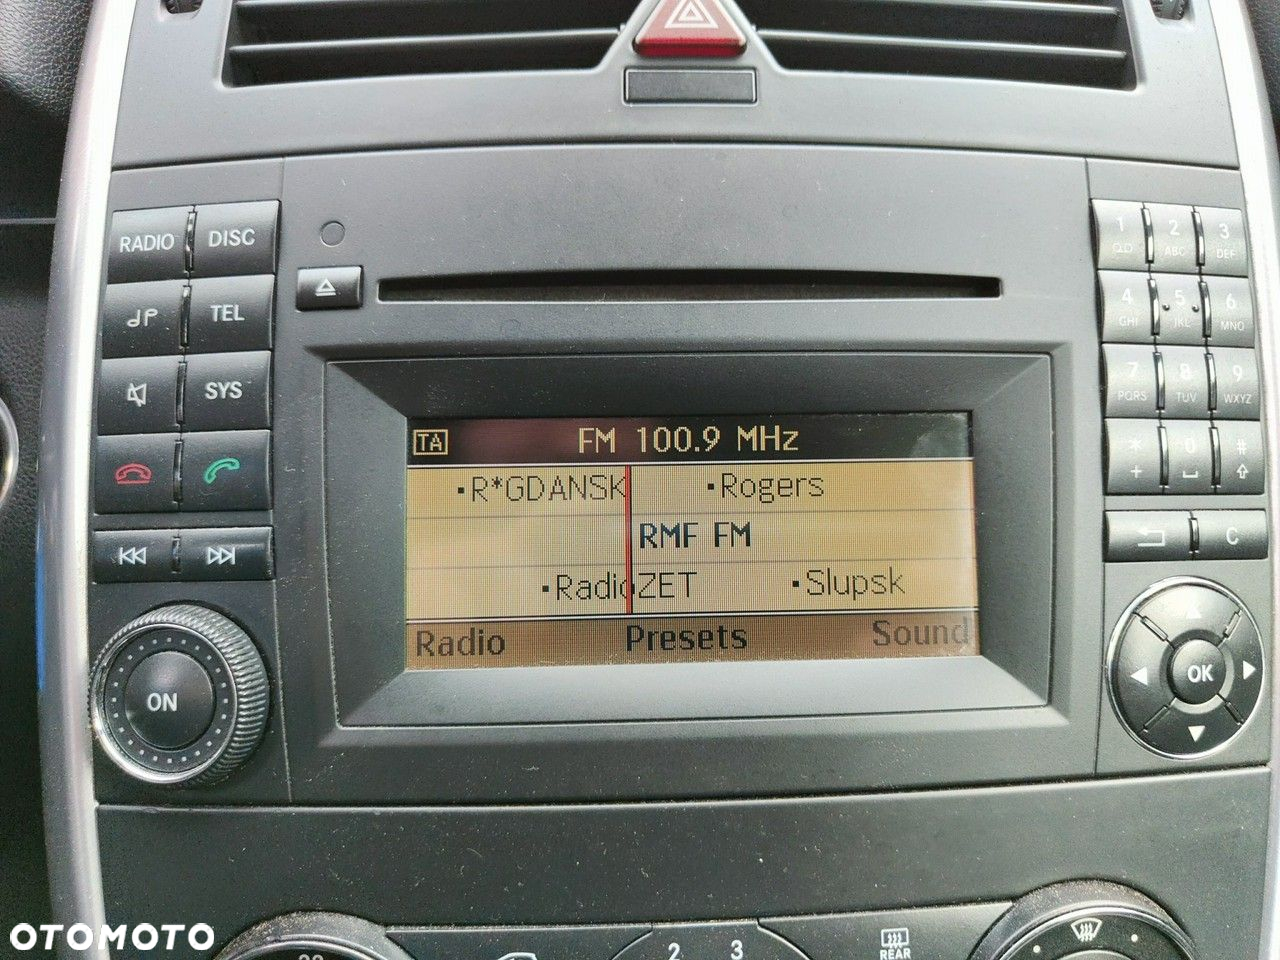 RADIO DISC
TEL
SYS
ON
TA FM 100.9 MHz
•R*GDANSK •Rogers
RMF FM
•RadioZET •Slupsk
Radio Presets Sound
1 2 ABC 3 DEF
4 GHI 5 JKL 6 MNO
7 PQRS 8 TUV 9 WXYZ
* + 0 #
C
OK
2 3
REAR
OTOMOTO